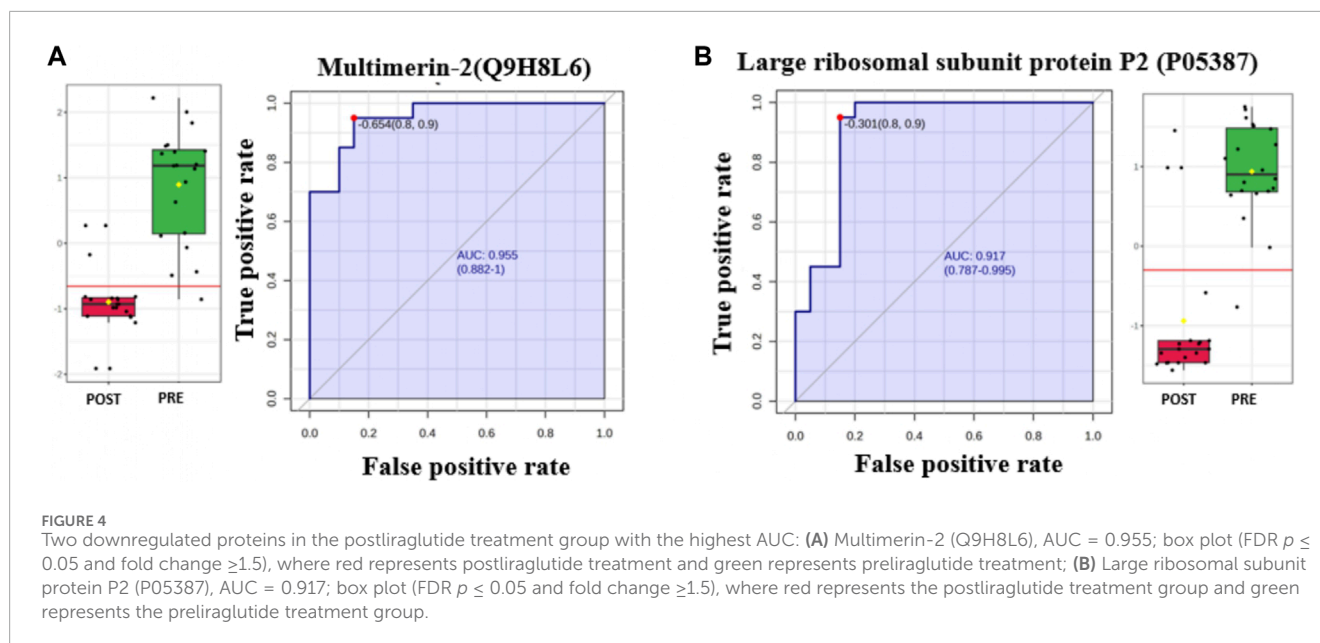 A
Multimerin-2(Q9H8L6)
2
1
0
-1
-2
POST PRE
True positive rate
1.0
0.8
0.6
0.4
0.2
0.0
-0.654(0.8, 0.9)
AUC: 0.955
(0.882-1)
0.0 0.2 0.4 0.6 0.8 1.0
False positive rate
B
Large ribosomal subunit protein P2 (P05387)
True positive rate
1.0
0.8
0.6
0.4
0.2
0.0
-0.301(0.8, 0.9)
AUC: 0.917
(0.787-0.995)
0.0 0.2 0.4 0.6 0.8 1.0
False positive rate
1
0
-1
POST PRE
FIGURE 4
Two downregulated proteins in the postliraglutide treatment group with the highest AUC: (A) Multimerin-2 (Q9H8L6), AUC = 0.955; box plot (FDR p ≤
0.05 and fold change ≥1.5), where red represents postliraglutide treatment and green represents preliraglutide treatment; (B) Large ribosomal subunit
protein P2 (P05387), AUC = 0.917; box plot (FDR p ≤ 0.05 and fold change ≥1.5), where red represents the postliraglutide treatment group and green
represents the preliraglutide treatment group.